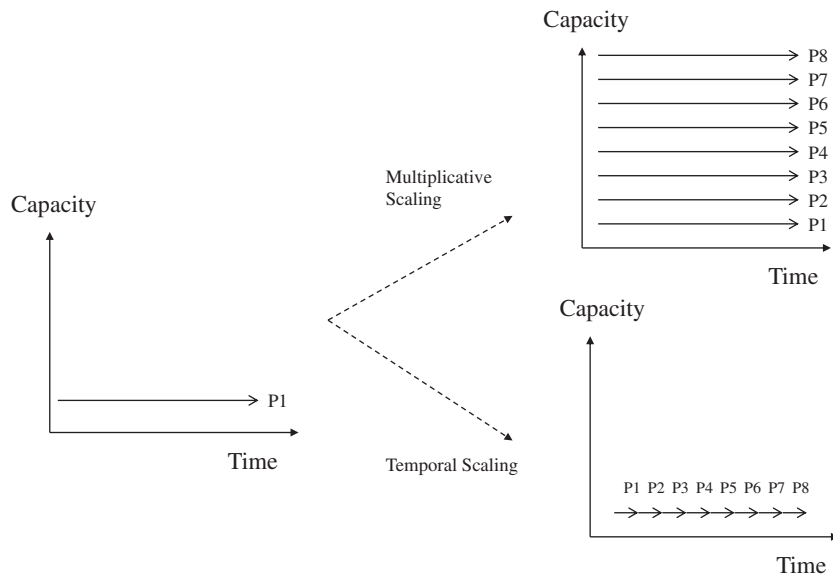 Capacity
P1
Time
Multiplicative
Scaling
Temporal Scaling
Capacity
P8
P7
P6
P5
P4
P3
P2
P1
Time
Capacity
P1 P2 P3 P4 P5 P6 P7 P8
Time